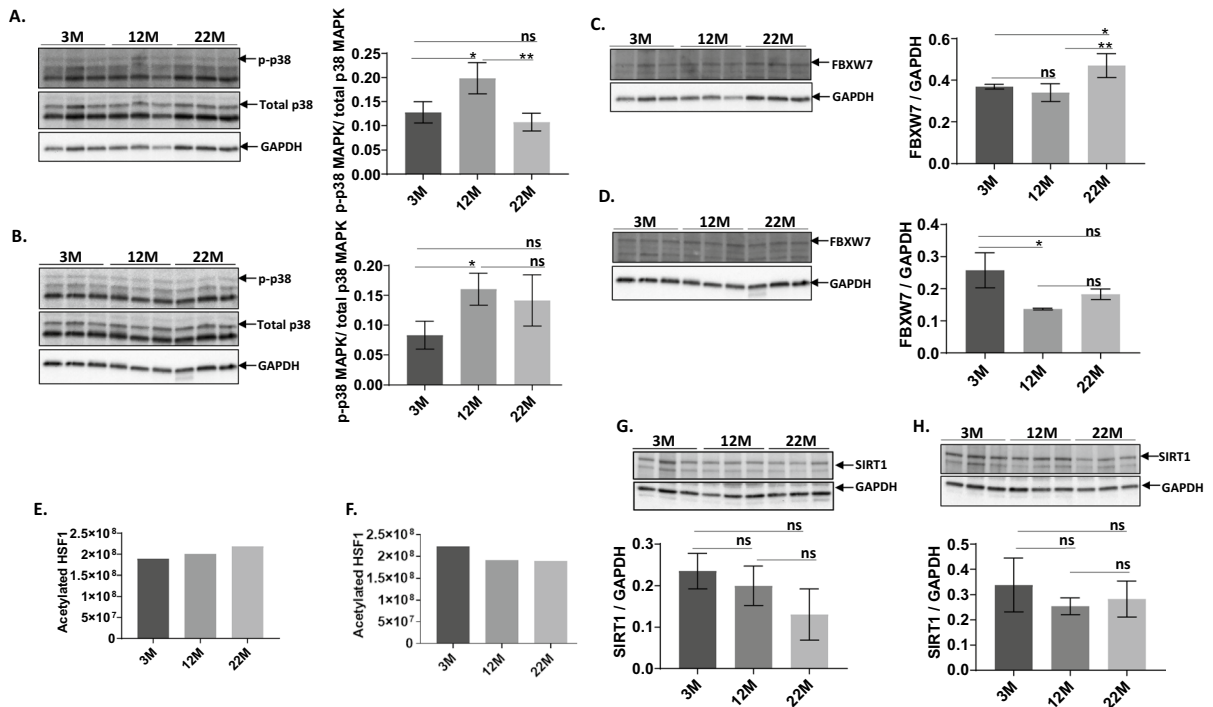 A.
3M 12M 22M
p-p38
Total p38
GAPDH
p-p38 MAPK/ total p38 MAPK
0.25
0.20
0.15
0.10
0.05
0.00
ns
* **
3M 12M 22M
B.
3M 12M 22M
p-p38
Total p38
GAPDH
p-p38 MAPK/ total p38 MAPK
0.20
0.15
0.10
0.05
0.00
ns
* ns
3M 12M 22M
C.
3M 12M 22M
FBXW7
GAPDH
FBXW7 / GAPDH
0.6
0.4
0.2
0.0
*
**
ns
3M 12M 22M
D.
3M 12M 22M
FBXW7
GAPDH
FBXW7 / GAPDH
0.4
0.3
0.2
0.1
0.0
ns
*
ns
3M 12M 22M
E.
Acetylated HSF1
2.5×10⁸
2×10⁸
1.5×10⁸
1×10⁸
5×10⁷
0
3M 12M 22M
F.
Acetylated HSF1
2.5×10⁸
2×10⁸
1.5×10⁸
1×10⁸
5×10⁷
0
3M 12M 22M
G.
3M 12M 22M
SIRT1
GAPDH
SIRT1 / GAPDH
0.3
0.2
0.1
0.0
ns
ns
ns
3M 12M 22M
H.
3M 12M 22M
SIRT1
GAPDH
SIRT1 / GAPDH
0.5
0.4
0.3
0.2
0.1
0.0
ns
ns
ns
3M 12M 22M